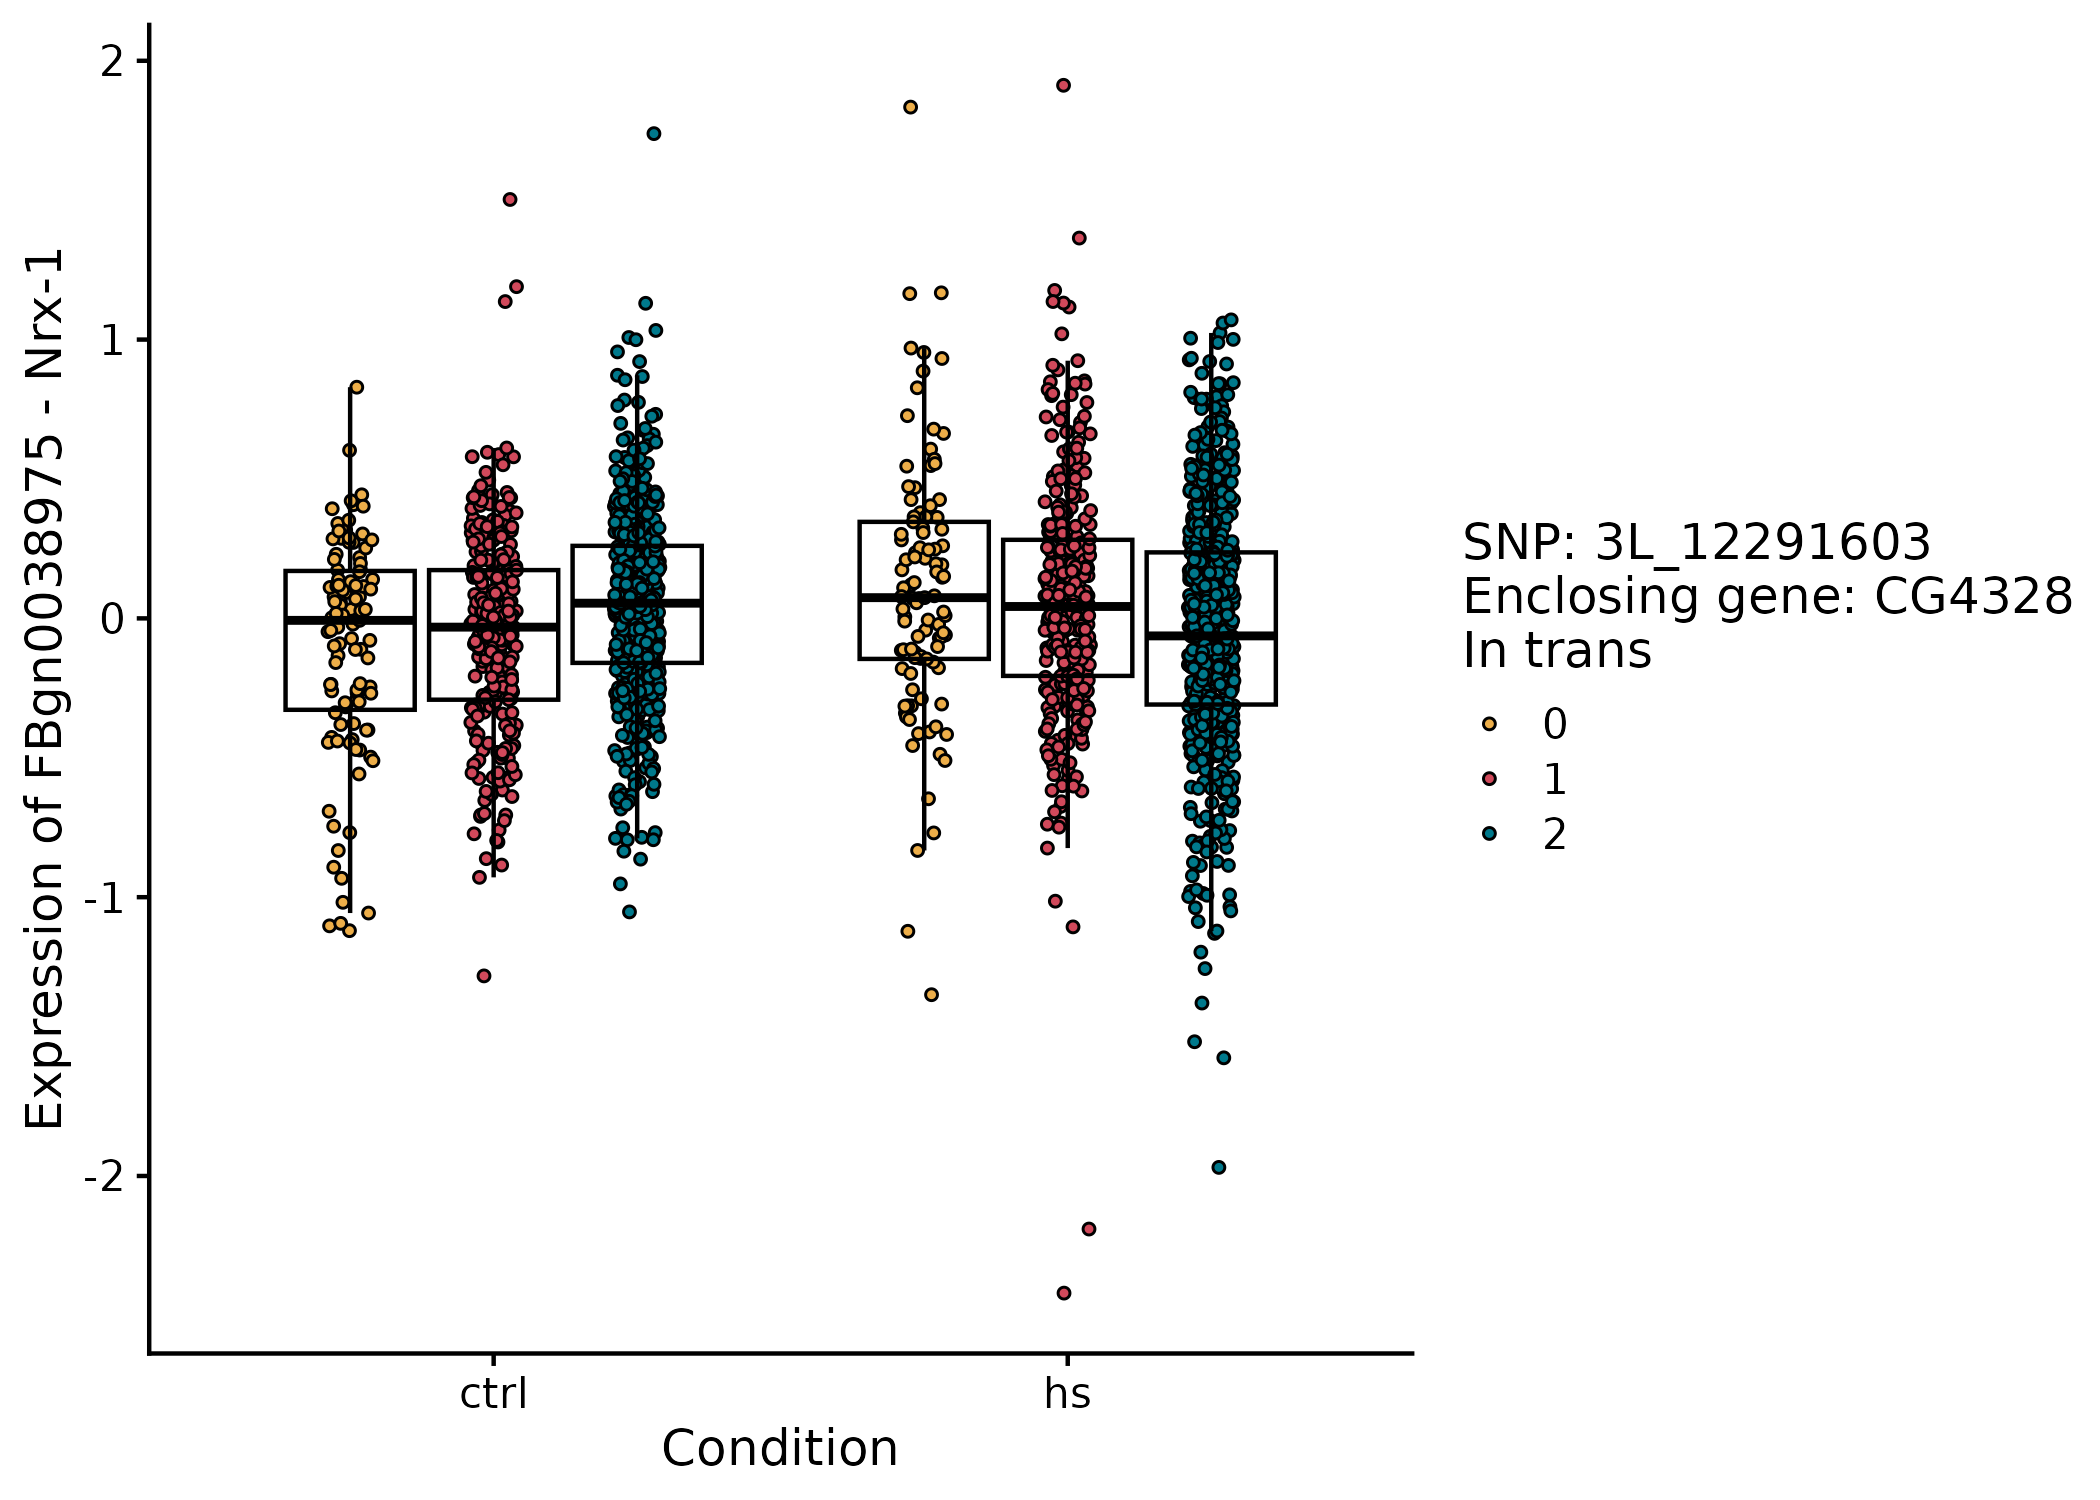 Expression of FBgn0038975 - Nrx-1
2
1
0
-1
-2
ctrl
hs
Condition
SNP: 3L_12291603
Enclosing gene: CG4328
In trans
0
1
2